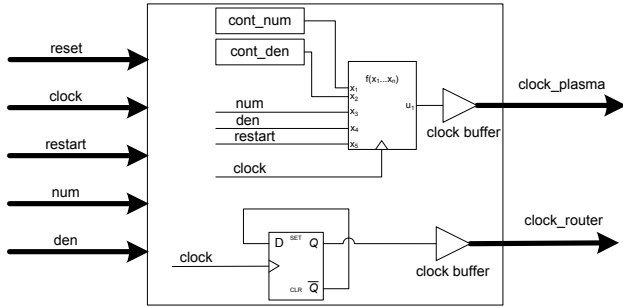 cont_num
reset
cont_den
f(x1...xn)
clock
x1
x2
clock_plasma
num
x3
u1
den
x4
clock buffer
restart
restart
x5
clock
num
clock_router
D
SET
Q
den
clock
clock buffer
CLR
Q̅